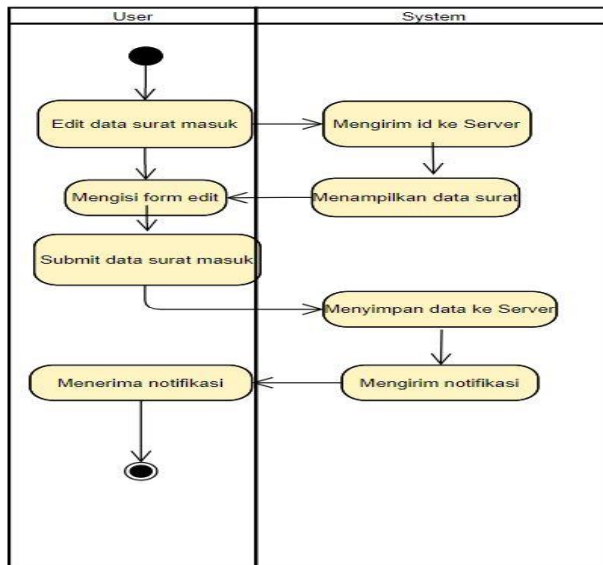 User System
Edit data surat masuk Mengirim id ke Server
Mengisi form edit Menampilkan data surat
Submit data surat masuk
Menyimpan data ke Server
Menerima notifikasi Mengirim notifikasi